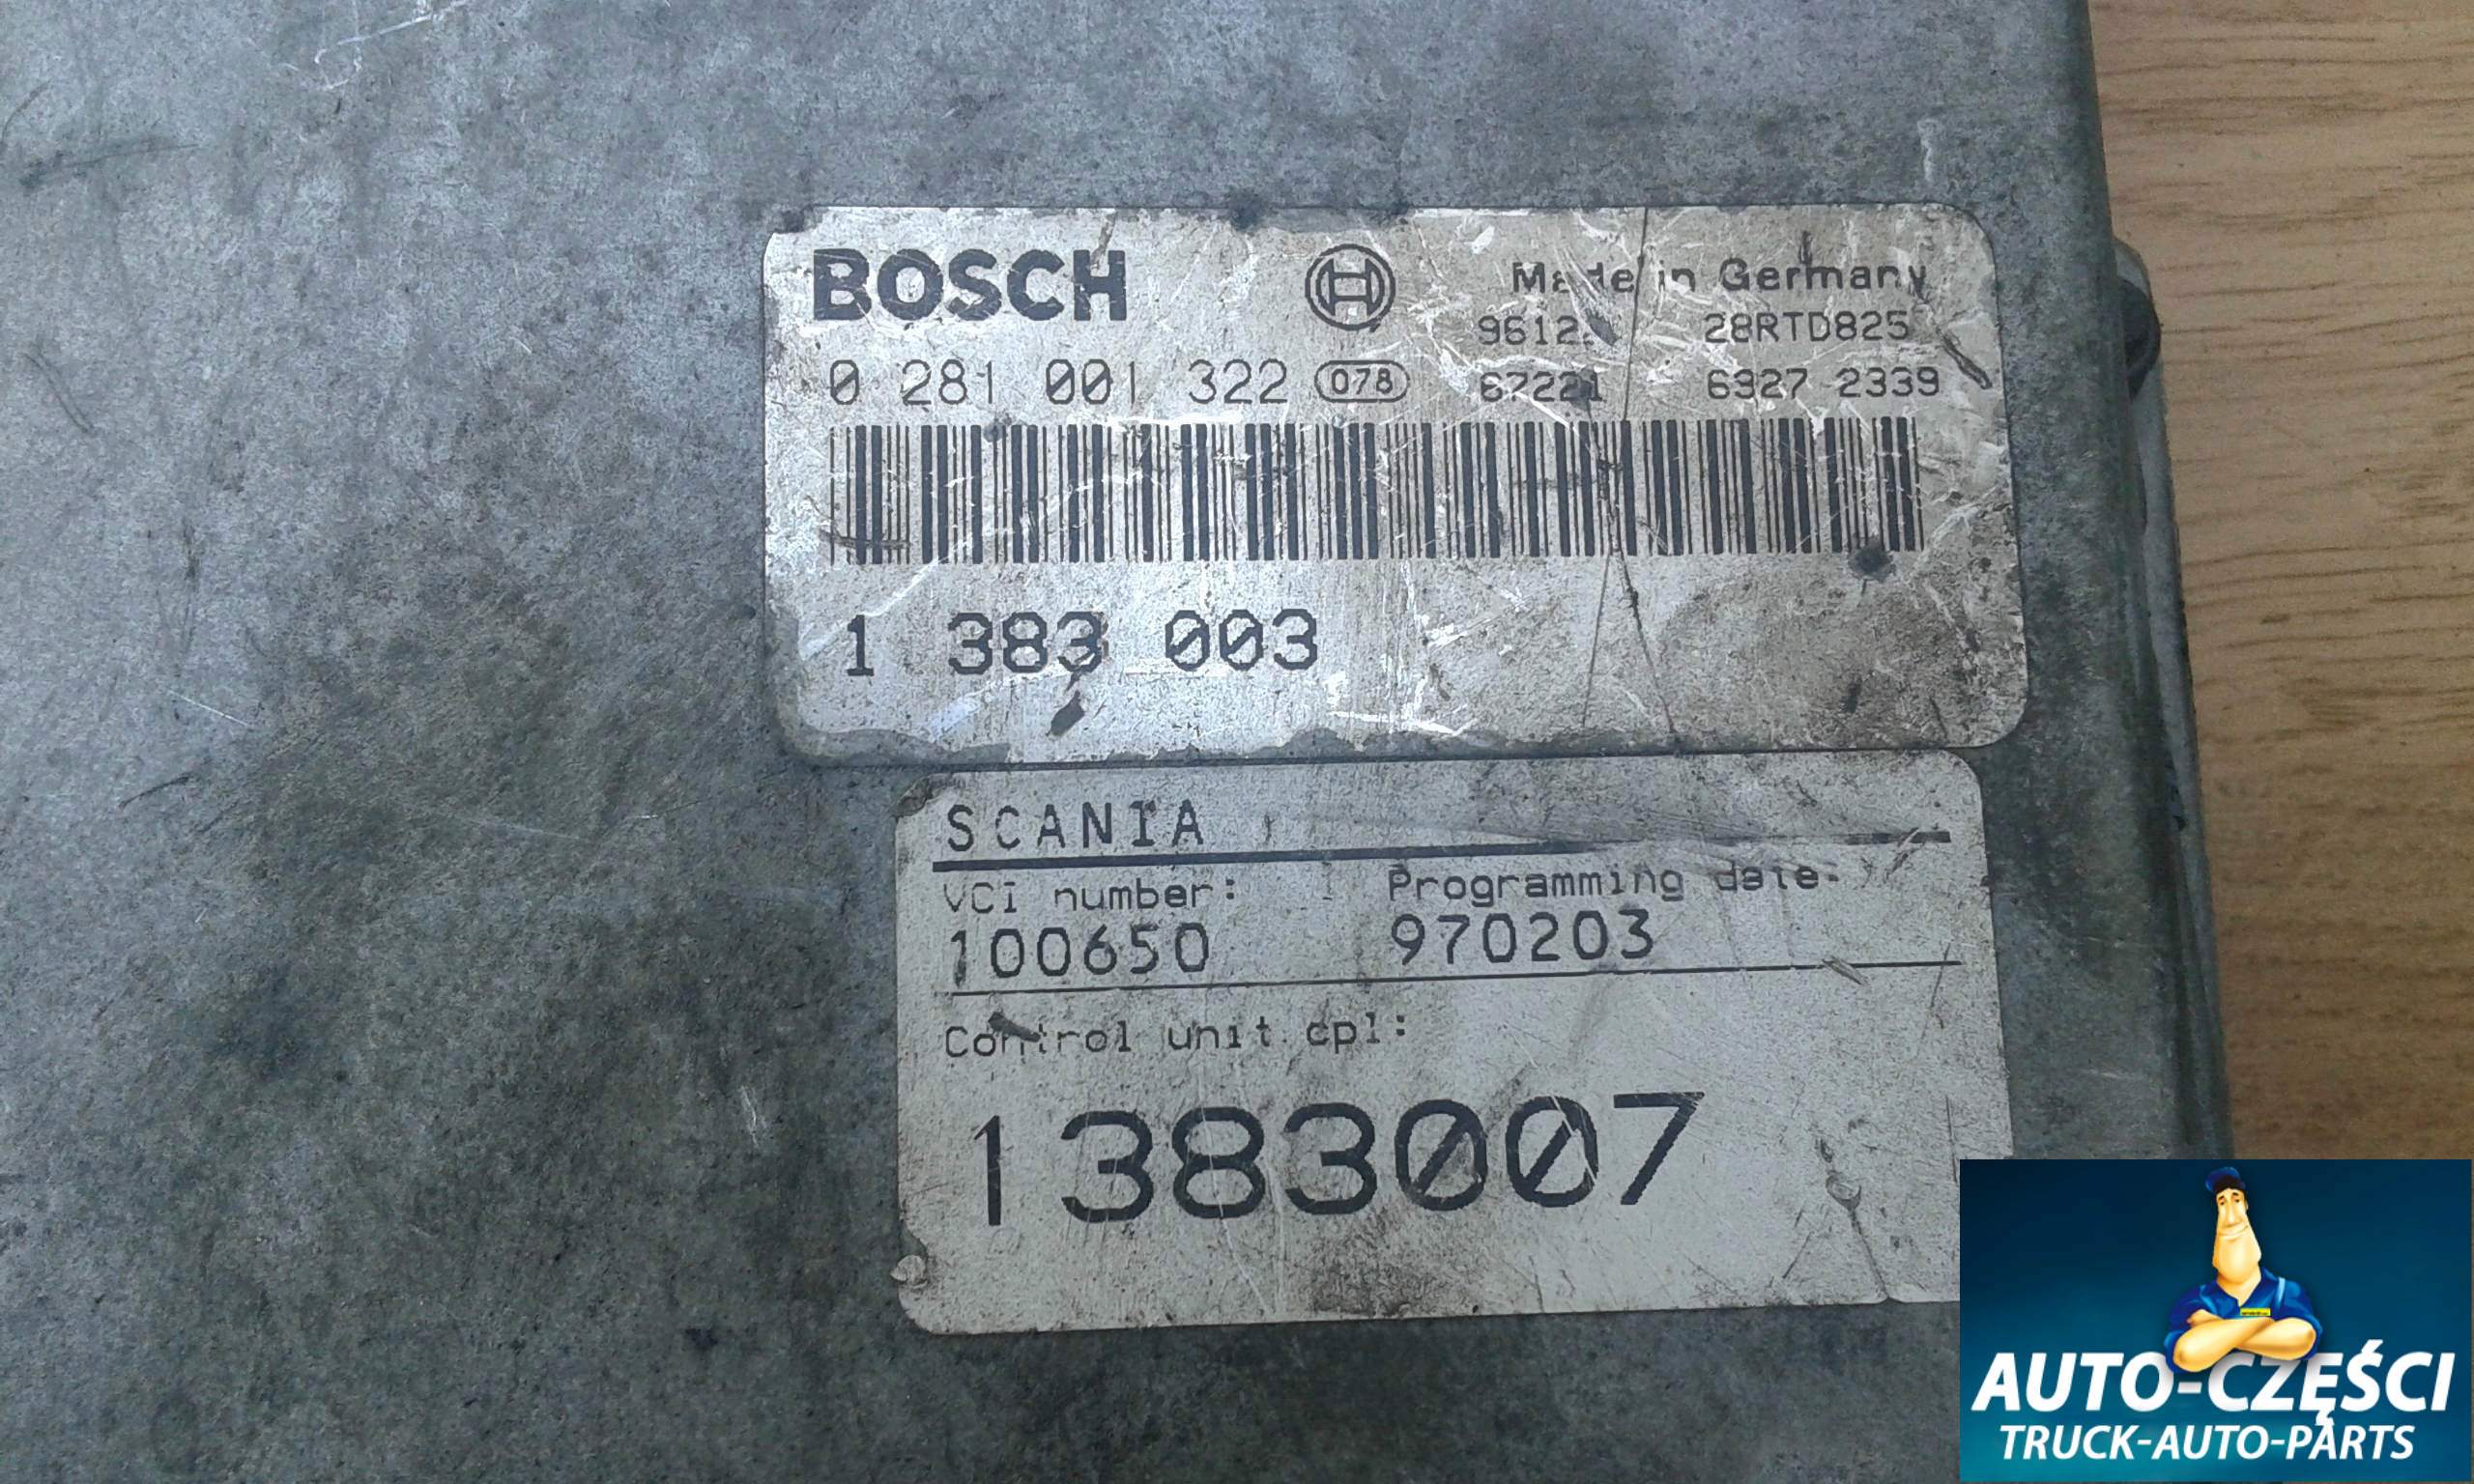 BOSCH
Made in Germany
28RTD825
0 281 001 322 078 67221 6327 2339
1 383 003
SCANIA
VCI number: Programming date:
100650 970203
Control unit cpl:
1383007
AUTO-CZĘŚCI
TRUCK-AUTO-PARTS